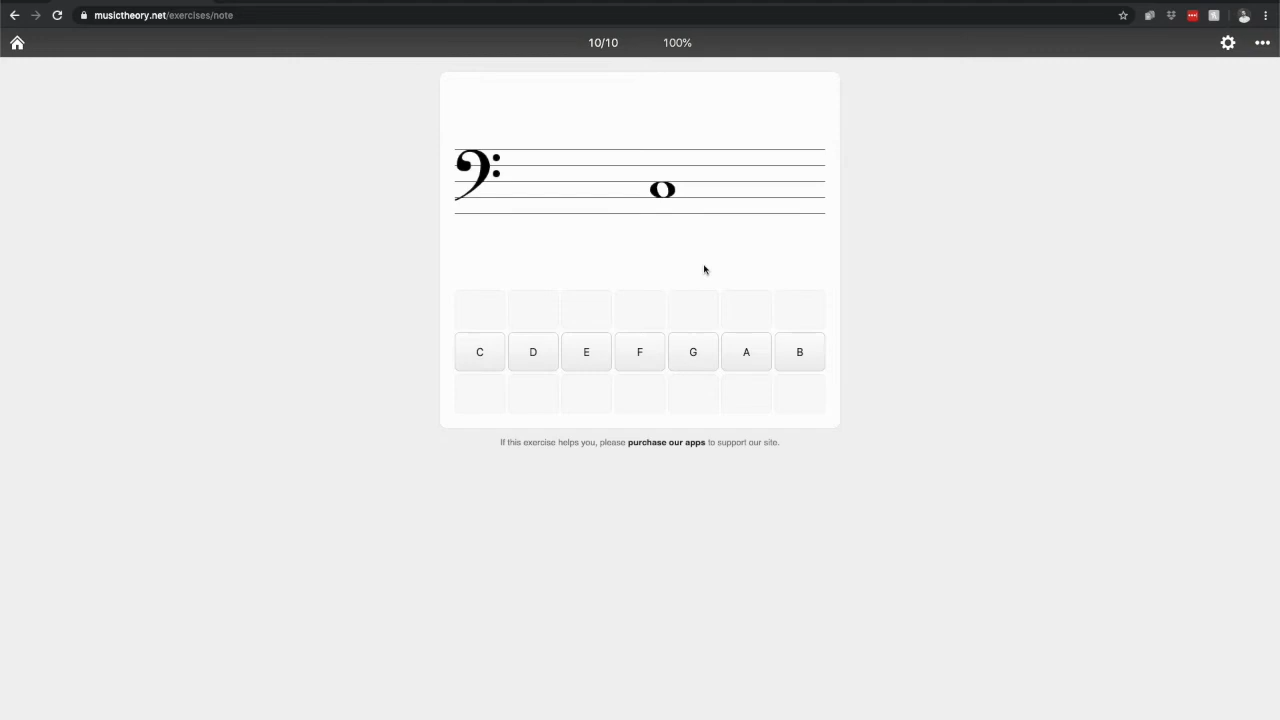 musictheory.net/exercises/note
10/10 100%
C D E F G A B
If this exercise helps you, please purchase our apps to support our site.